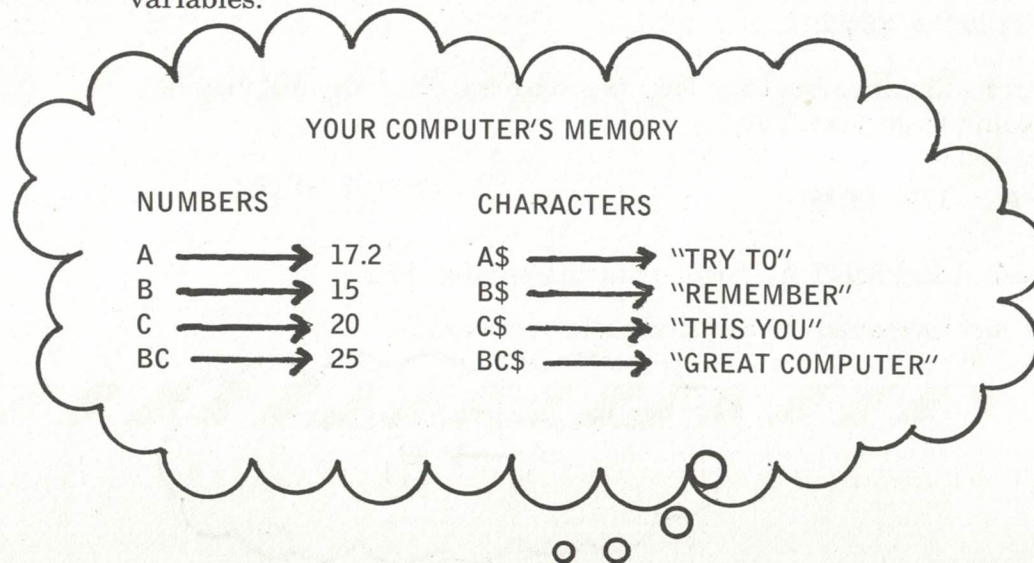 variables.
YOUR COMPUTER'S MEMORY
NUMBERS CHARACTERS
A 17.2 A$ "TRY TO"
B 15 B$ "REMEMBER"
C 20 C$ "THIS YOU"
BC 25 BC$ "GREAT COMPUTER"